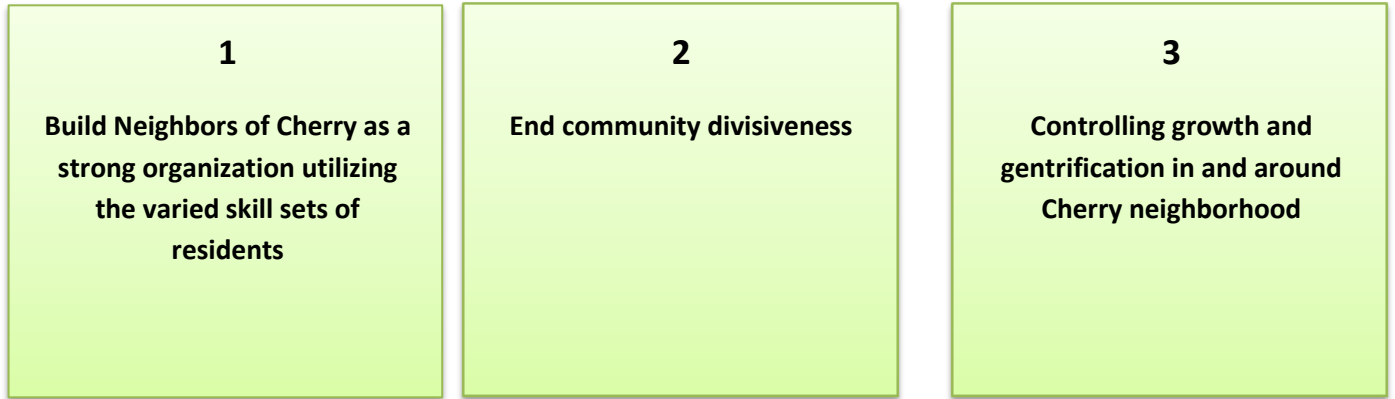 1
Build Neighbors of Cherry as a
strong organization utilizing
the varied skill sets of
residents
2
End community divisiveness
3
Controlling growth and
gentrification in and around
Cherry neighborhood